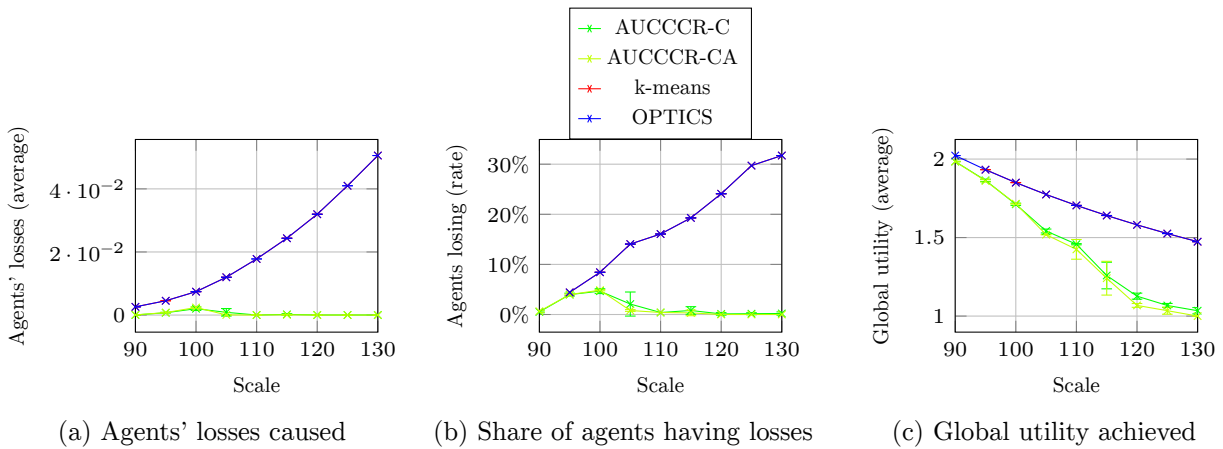 AUCCCR-C
AUCCCR-CA
k-means
OPTICS
Agents' losses (average)
4 · 10⁻²
2 · 10⁻²
0
90 100 110 120 130
Scale
(a) Agents' losses caused
Agents losing (rate)
30%
20%
10%
0%
90 100 110 120 130
Scale
(b) Share of agents having losses
Global utility (average)
2
1.5
1
90 100 110 120 130
Scale
(c) Global utility achieved